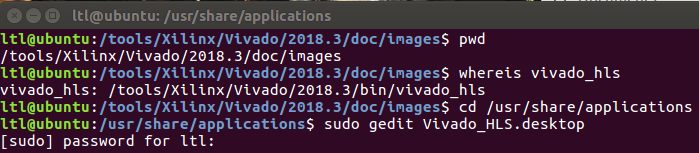 ltl@ubuntu: /usr/share/applications
ltl@ubuntu:/tools/Xilinx/Vivado/2018.3/doc/images$ pwd
/tools/Xilinx/Vivado/2018.3/doc/images
ltl@ubuntu:/tools/Xilinx/Vivado/2018.3/doc/images$ whereis vivado_hls
vivado_hls: /tools/Xilinx/Vivado/2018.3/bin/vivado_hls
ltl@ubuntu:/tools/Xilinx/Vivado/2018.3/doc/images$ cd /usr/share/applications
ltl@ubuntu:/usr/share/applications$ sudo gedit Vivado_HLS.desktop
[sudo] password for ltl: